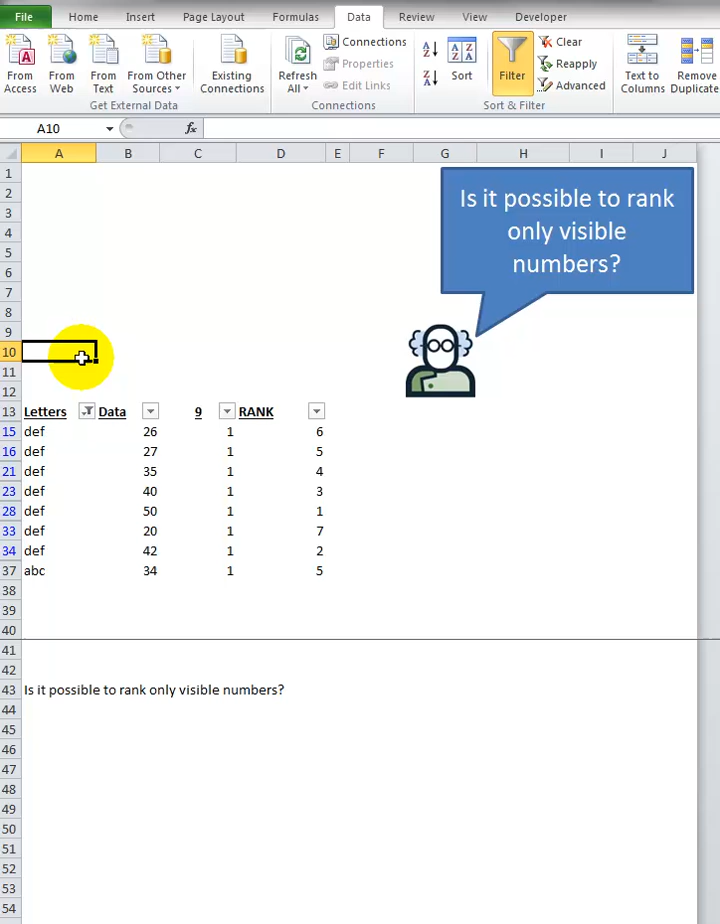 File Home Insert Page Layout Formulas Data Review View Developer
From Access
From Web
From Text
From Other Sources
Existing Connections
Get External Data
Refresh All
Connections
Properties
Edit Links
Connections
Sort
Filter
Clear
Reapply
Advanced
Sort & Filter
Text to Columns
Remove
Duplicate
A10 fx
A B C D E F G H I J
1
2
3
4
5
6
7
8
9
10
11
12
Is it possible to rank
only visible
numbers?
13 Letters Data 9 RANK
15 def 26 1 6
16 def 27 1 5
21 def 35 1 4
23 def 40 1 3
28 def 50 1 1
33 def 20 1 7
34 def 42 1 2
37 abc 34 1 5
38
39
40
41
42
43 Is it possible to rank only visible numbers?
44
45
46
47
48
49
50
51
52
53
54